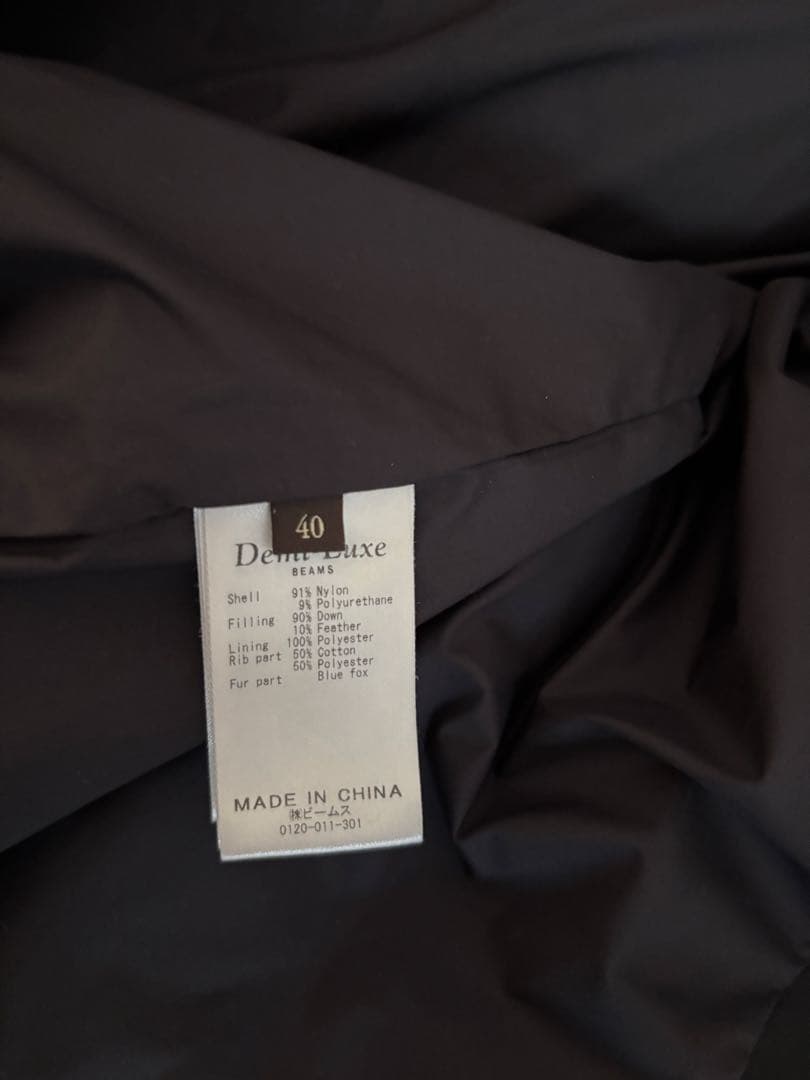 40
Demi-Luxe
BEAMS
Shell 91% Nylon
9% Polyurethane
Filling 90% Down
10% Feather
Lining 100% Polyester
Rib part 50% Cotton
50% Polyester
Fur part Blue fox
MADE IN CHINA
㈱ビームス
0120-011-301